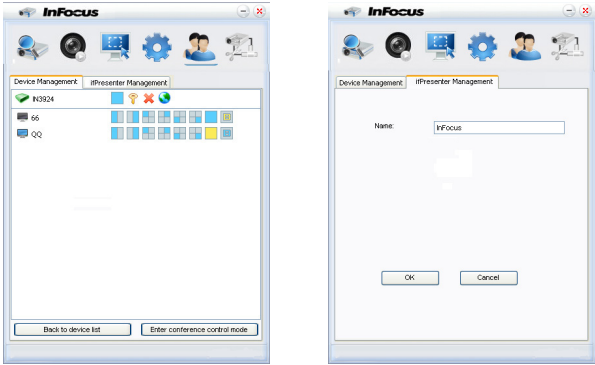 InFocus
Device Management ifPresenter Management
IN3924
66
QQ
Back to device list Enter conference control mode
InFocus
Device Management ifPresenter Management
Name: InFocus
OK Cancel